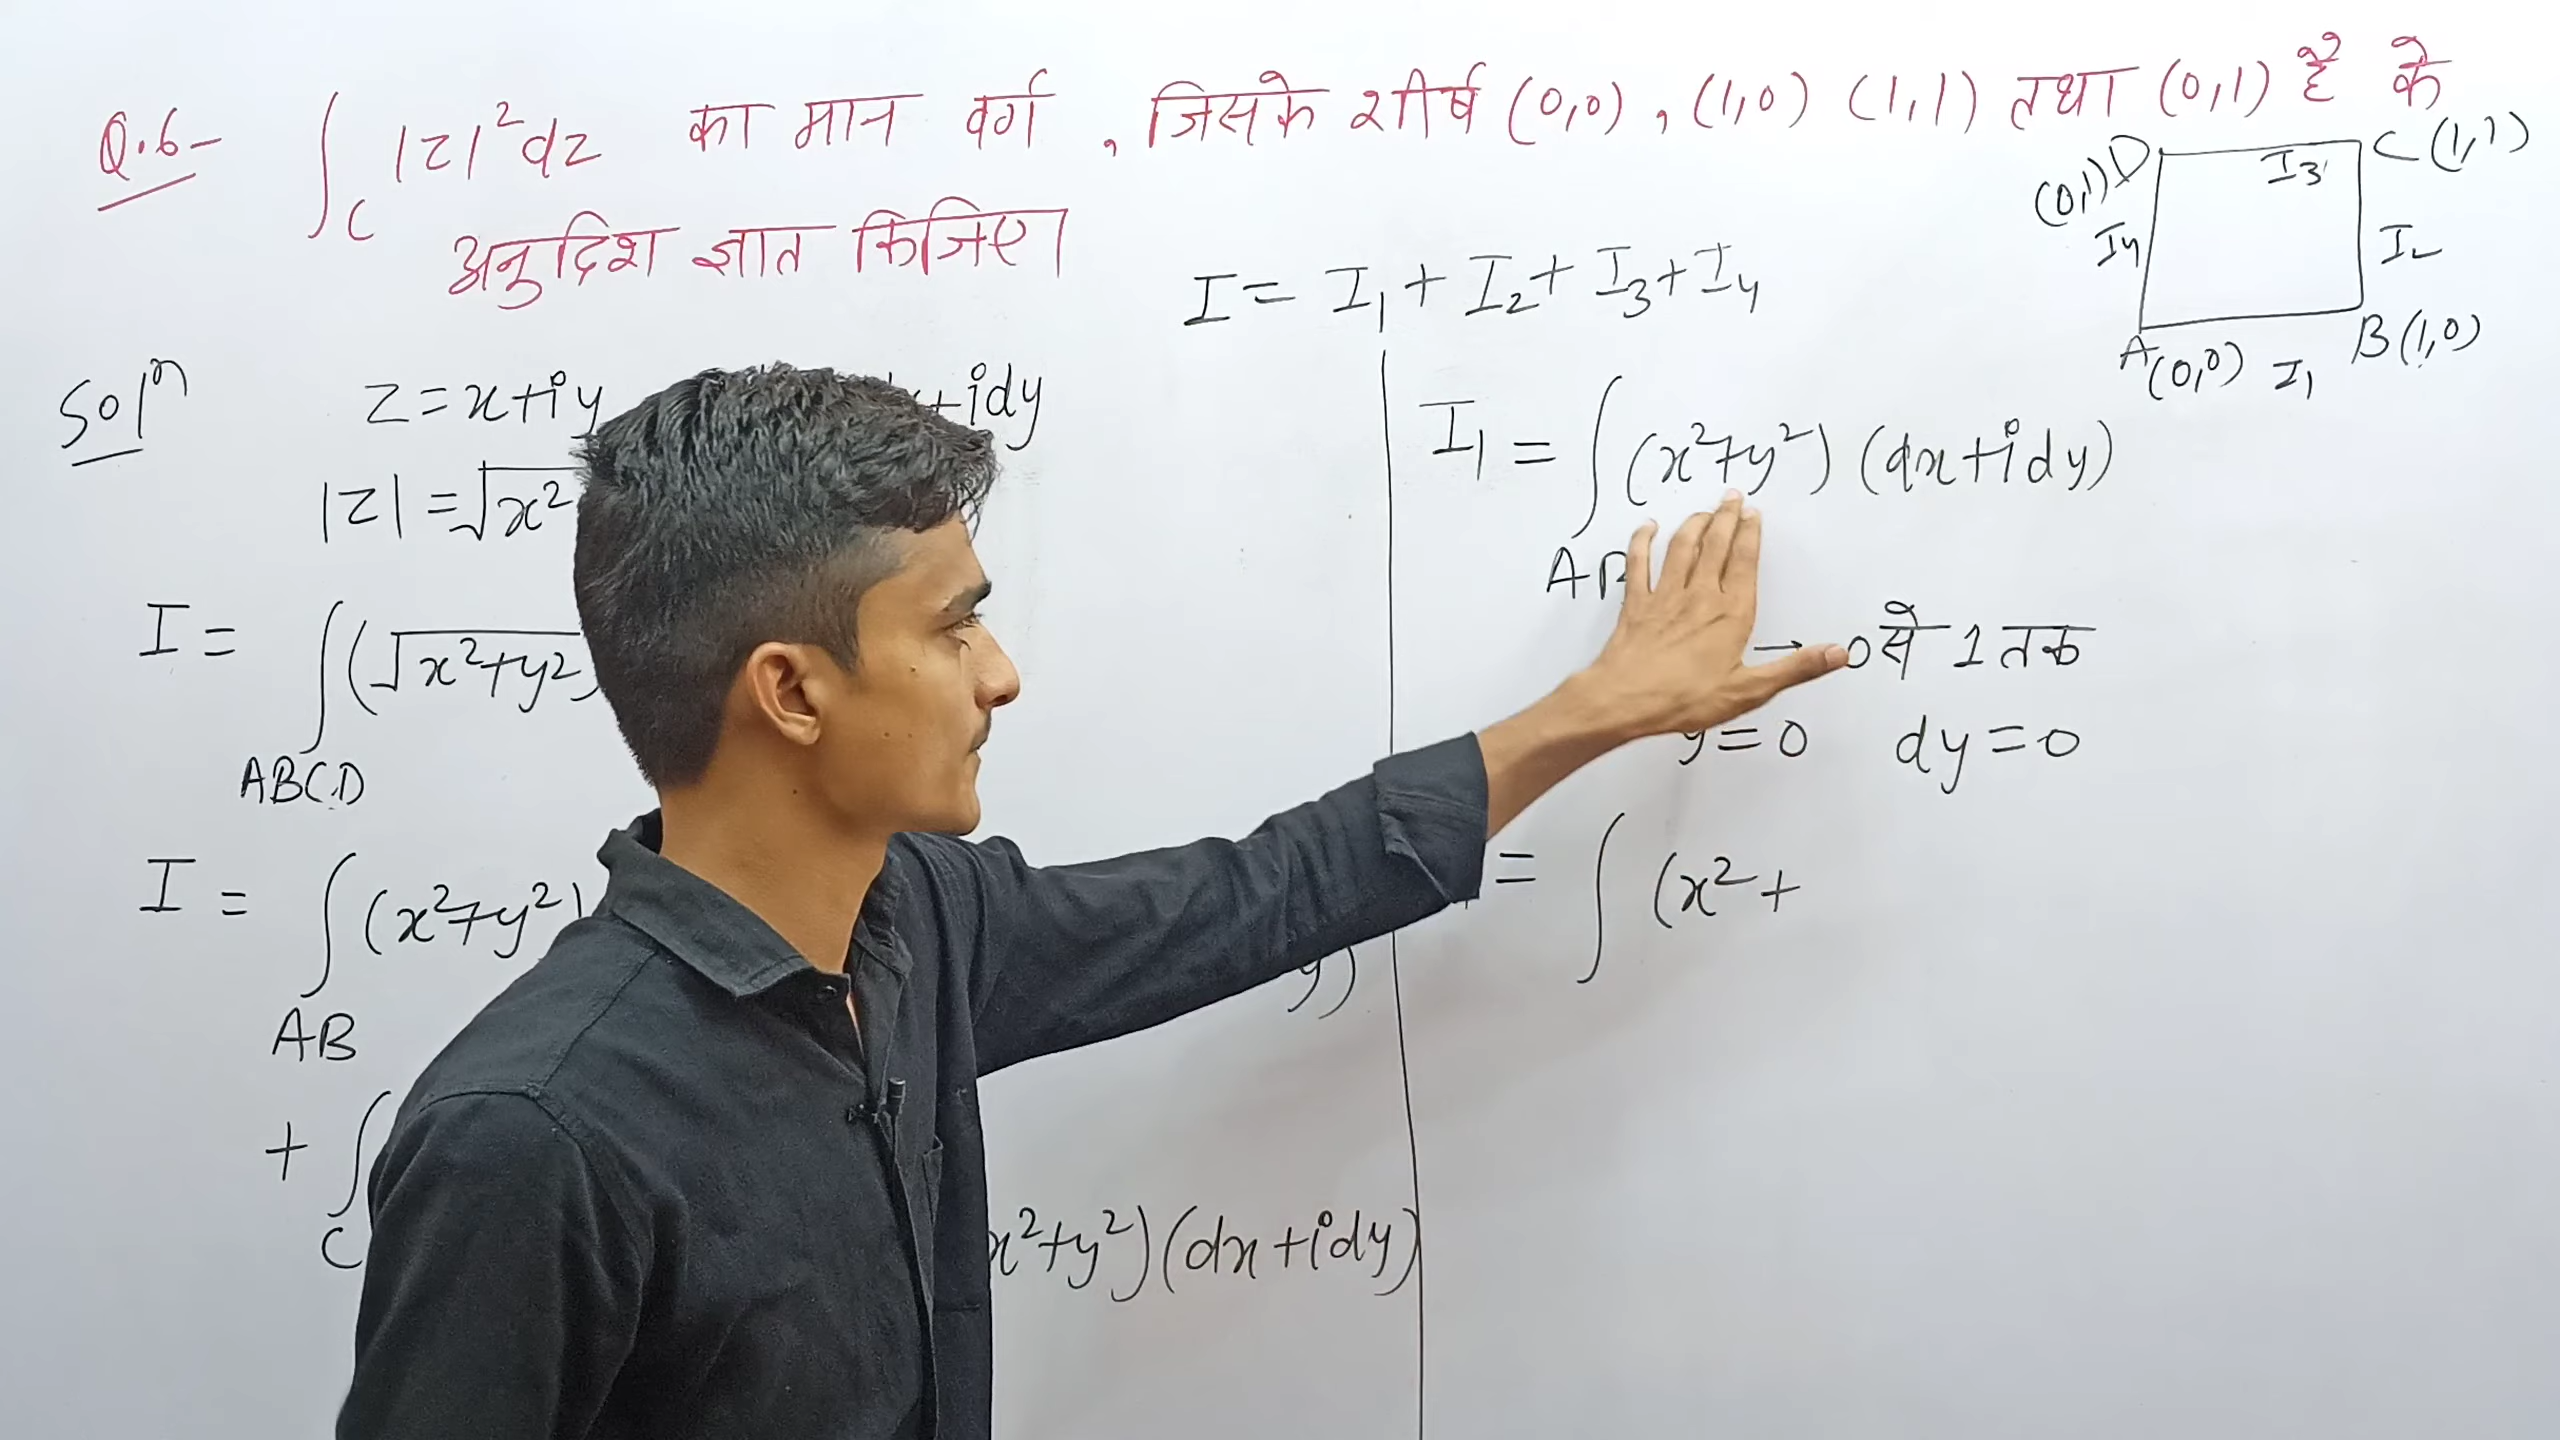 Q.6- ∫_C |z|² dz का मान वर्ग , जिसके शीर्ष (0,0) , (1,0) (1,1) तथा (0,1) है के
अनुदिश ज्ञात किजिए।
D (0,1)
C (1,1)
I₃
I₄
I₂
A (0,0)
I₁
B (1,0)
Solⁿ
z = x+iy
+idy
|z| = √x²
I = ∫ (√x²+y²
ABCD
I = ∫ (x²+y²)
AB
y)
+ ∫
C
x²+y²) (dx+idy)
I = I₁ + I₂ + I₃ + I₄
I₁ = ∫ (x²+y²) (dx+idy)
AB
→ 0 से 1 तक
y=0 dy=0
= ∫ (x² +